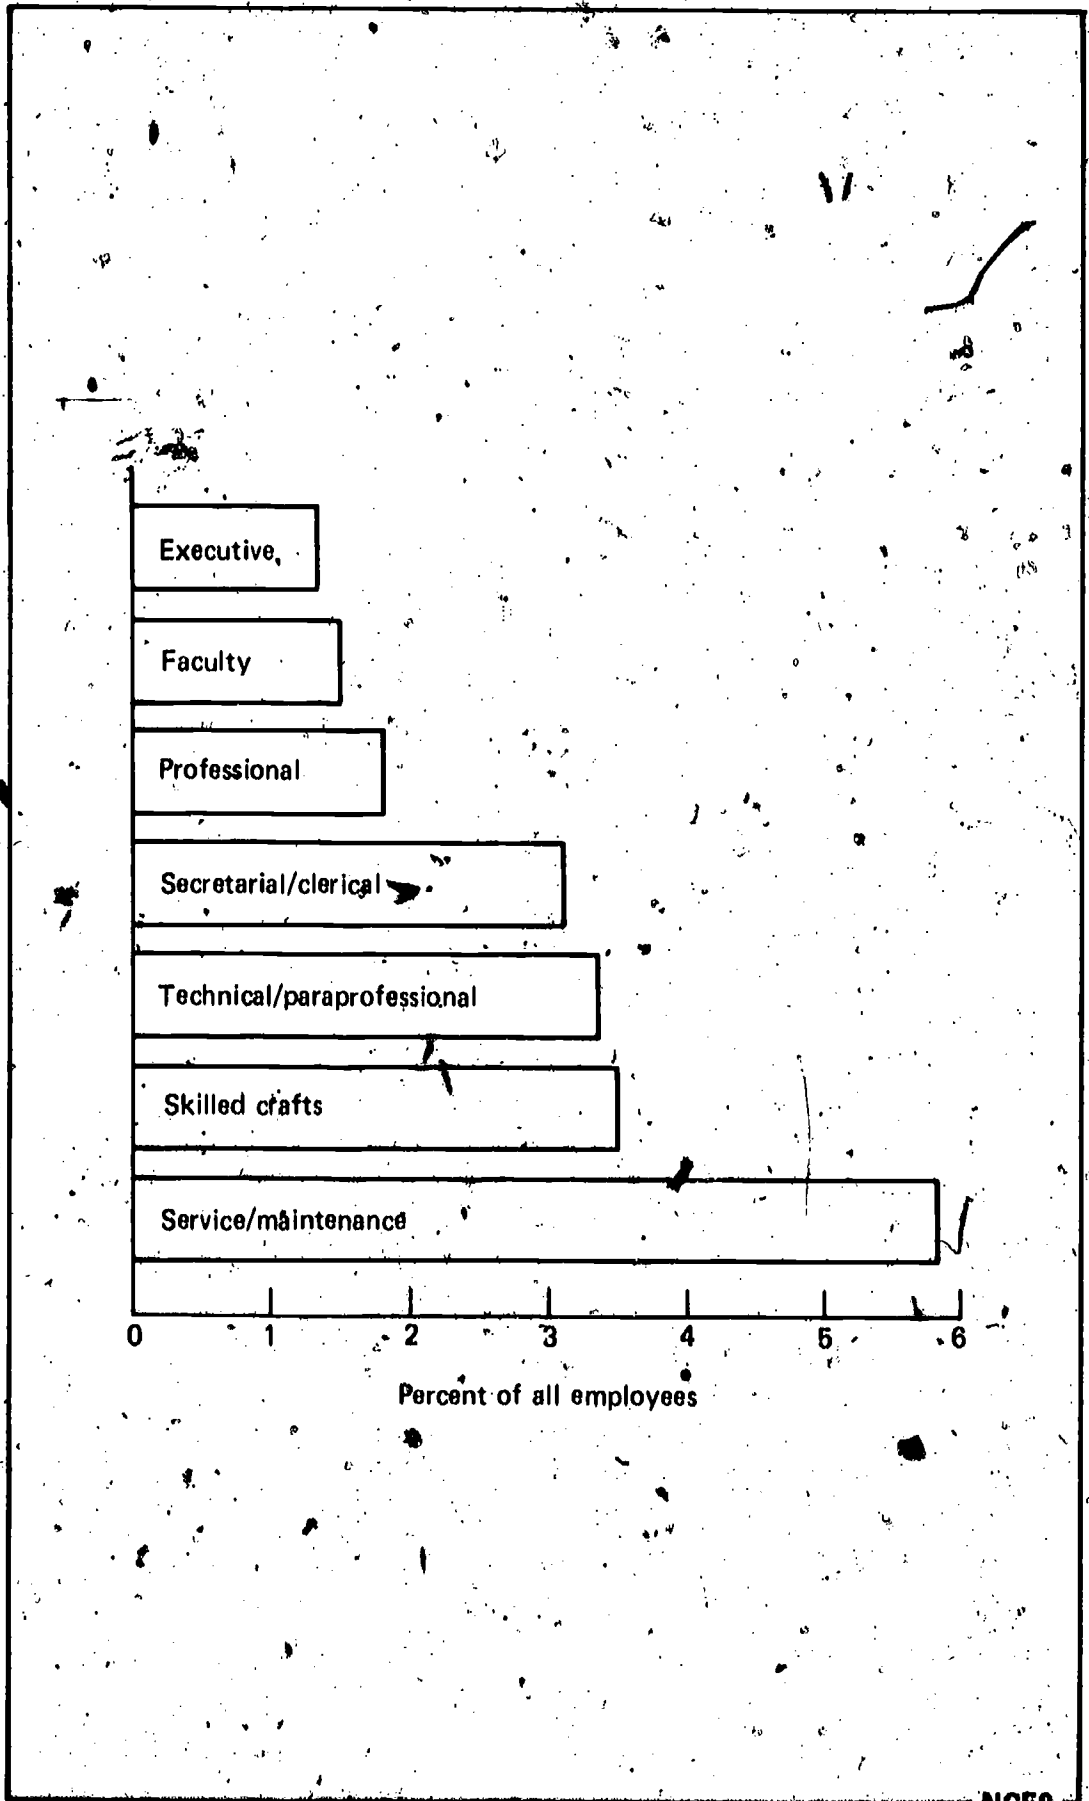 Executive
Faculty
Professional
Secretarial/clerical
Technical/paraprofessional
Skilled crafts
Service/maintenance
0 1 2 3 4 5 6
Percent of all employees